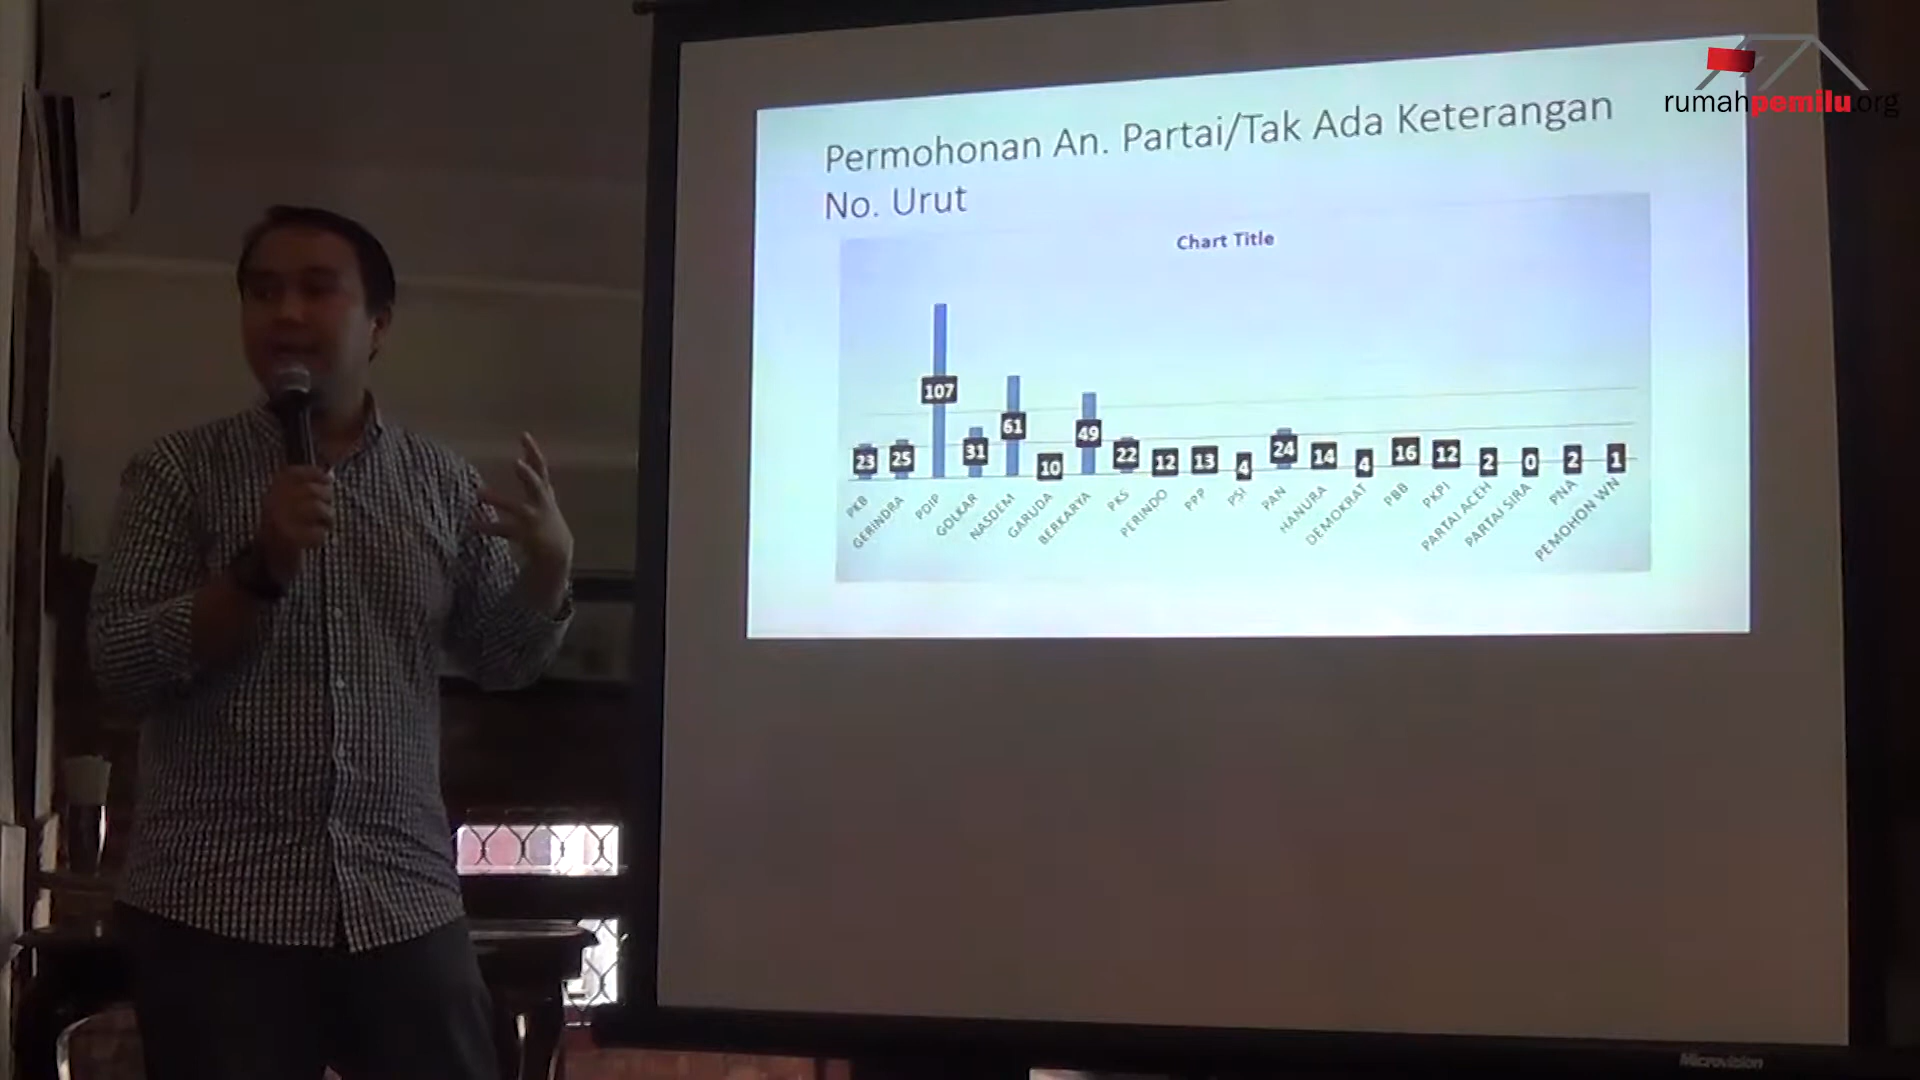 rumahpemilu.org
Permohonan An. Partai/Tak Ada Keterangan
No. Urut
Chart Title
23 25 107 31 61 10 49 22 12 13 4 24 14 4 16 12 2 0 2 1
PKB GERINDRA PDIP GOLKAR NASDEM GARUDA BERKARYA PKS PERINDO PPP PSI PAN HANURA DEMOKRAT PBB PKPI PARTAI ACEH PARTAI SIRA PNA PEMOHON WN
Microvision